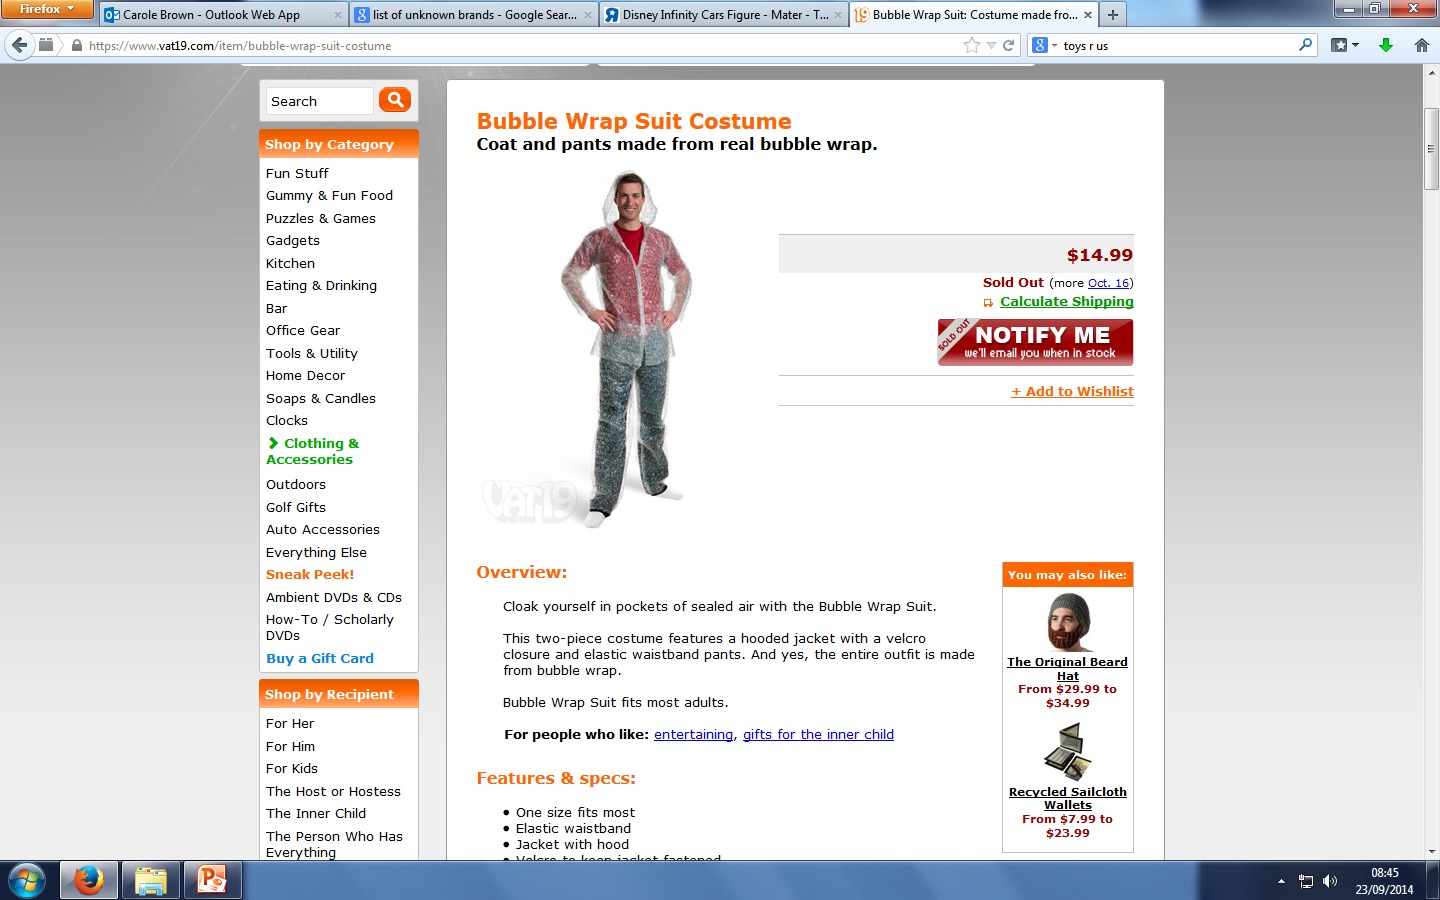 Firefox
Carole Brown - Outlook Web App
list of unknown brands - Google Sear...
Disney Infinity Cars Figure - Mater - T...
Bubble Wrap Suit: Costume made fro...
https://www.vat19.com/item/bubble-wrap-suit-costume
toys r us
Search
Shop by Category
Fun Stuff
Gummy & Fun Food
Puzzles & Games
Gadgets
Kitchen
Eating & Drinking
Bar
Office Gear
Tools & Utility
Home Decor
Soaps & Candles
Clocks
Clothing &
Accessories
Outdoors
Golf Gifts
Auto Accessories
Everything Else
Sneak Peek!
Ambient DVDs & CDs
How-To / Scholarly
DVDs
Buy a Gift Card
Shop by Recipient
For Her
For Him
For Kids
The Host or Hostess
The Inner Child
The Person Who Has
Everything
Bubble Wrap Suit Costume
Coat and pants made from real bubble wrap.
VAT19
$14.99
Sold Out (more Oct. 16)
Calculate Shipping
SOLD OUT
NOTIFY ME
we'll email you when in stock
+ Add to Wishlist
Overview:
Cloak yourself in pockets of sealed air with the Bubble Wrap Suit.
This two-piece costume features a hooded jacket with a velcro
closure and elastic waistband pants. And yes, the entire outfit is made
from bubble wrap.
Bubble Wrap Suit fits most adults.
For people who like: entertaining, gifts for the inner child
Features & specs:
• One size fits most
• Elastic waistband
• Jacket with hood
• Velcro to keep jacket fastened
You may also like:
The Original Beard
Hat
From $29.99 to
$34.99
Recycled Sailcloth
Wallets
From $7.99 to
$23.99
08:45
23/09/2014